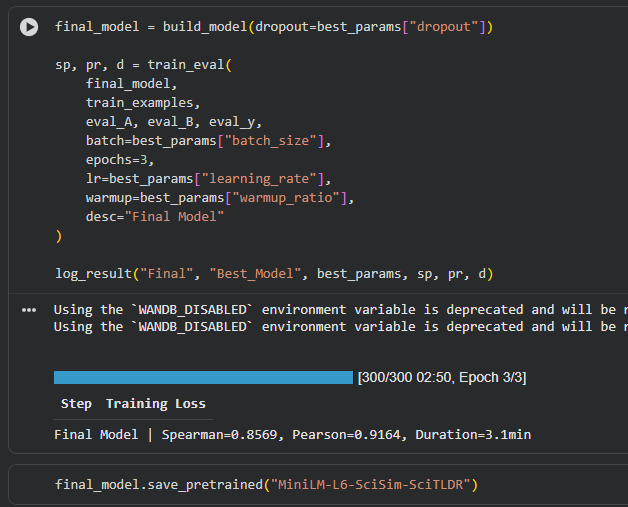 final_model = build_model(dropout=best_params["dropout"])
sp, pr, d = train_eval(
final_model,
train_examples,
eval_A, eval_B, eval_y,
batch=best_params["batch_size"],
epochs=3,
lr=best_params["learning_rate"],
warmup=best_params["warmup_ratio"],
desc="Final Model"
)
log_result("Final", "Best_Model", best_params, sp, pr, d)
Using the `WANDB_DISABLED` environment variable is deprecated and will be
Using the `WANDB_DISABLED` environment variable is deprecated and will be
[300/300 02:50, Epoch 3/3]
Step Training Loss
Final Model | Spearman=0.8569, Pearson=0.9164, Duration=3.1min
final_model.save_pretrained("MiniLM-L6-SciSim-SciTLDR")